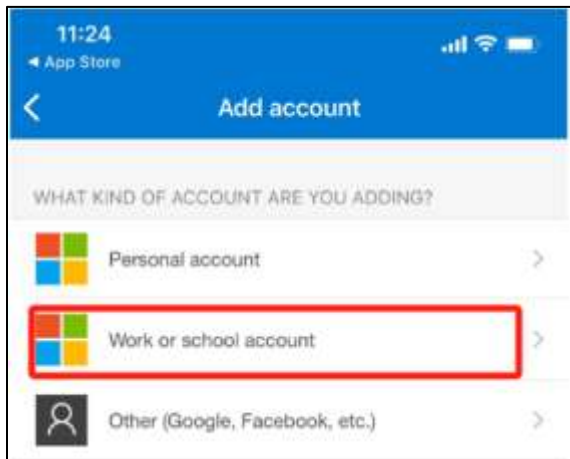 11:24
App Store
Add account
WHAT KIND OF ACCOUNT ARE YOU ADDING?
Personal account
Work or school account
Other (Google, Facebook, etc.)